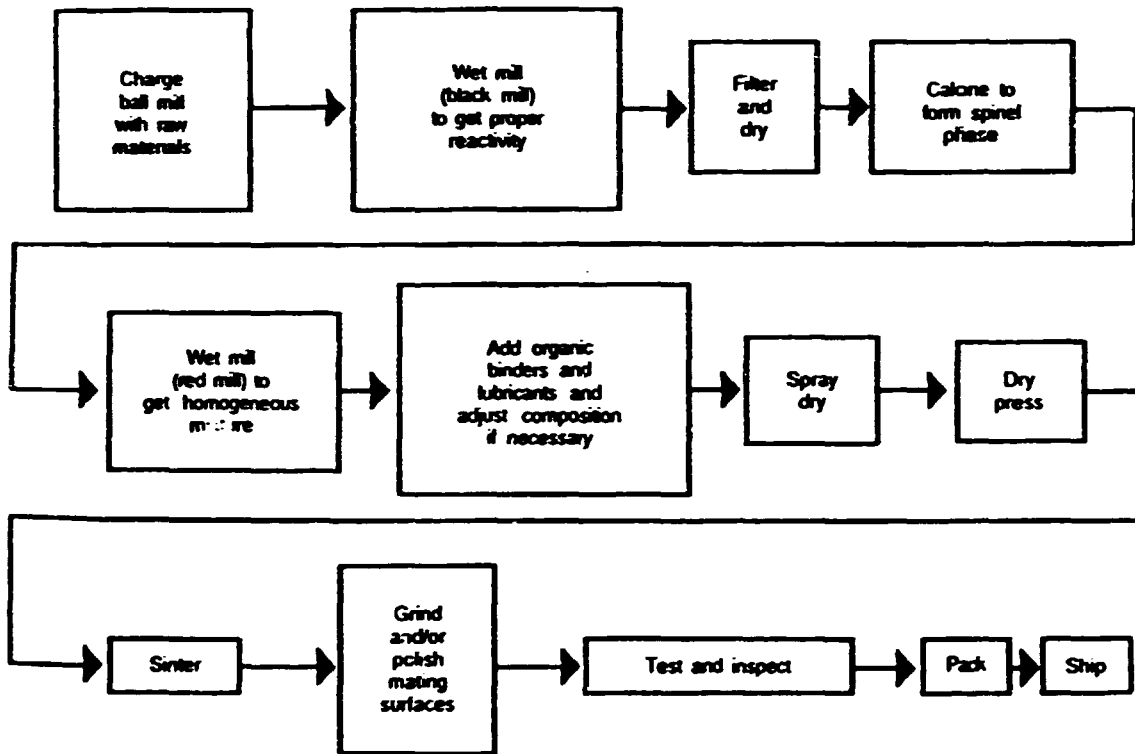 Charge
ball mill
with raw
materials
Wet mill
(black mill)
to get proper
reactivity
Filter
and
dry
Calcine to
form spinel
phase
Wet mill
(red mill) to
get homogeneous
Add organic
binders and
lubricants and
adjust composition
if necessary
Spray
dry
Dry
press
Sinter
Grind
and/or
polish
mating
surfaces
Test and inspect
Pack
Ship